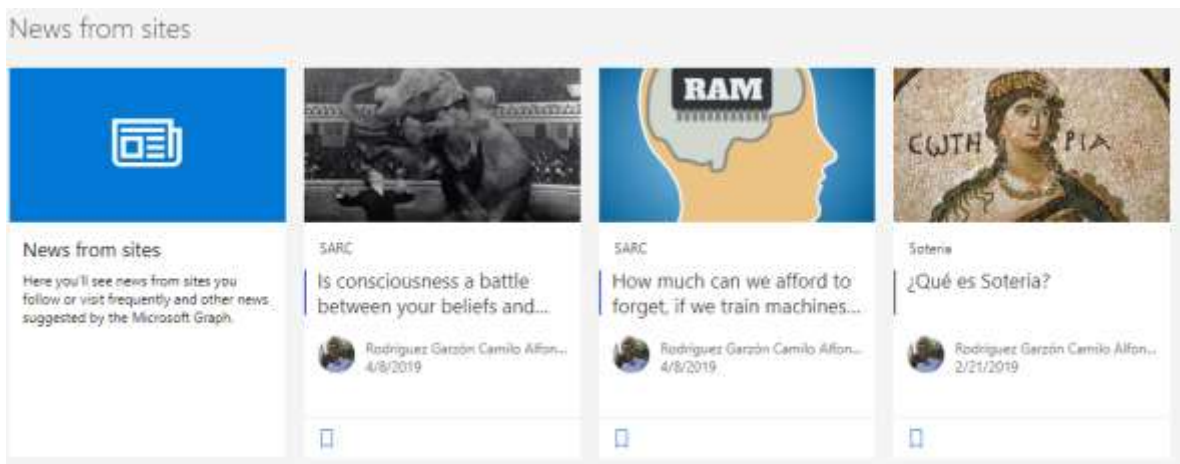 News from sites
News from sites
Here you'll see news from sites you
follow or visit frequently and other news
suggested by the Microsoft Graph.
SARC
Is consciousness a battle
between your beliefs and...
Rodríguez Garzón Camilo Alfon...
4/8/2019
RAM
SARC
How much can we afford to
forget, if we train machines...
Rodríguez Garzón Camilo Alfon...
4/8/2019
CѠTH
PIA
Soteria
¿Qué es Soteria?
Rodríguez Garzón Camilo Alfon...
2/21/2019